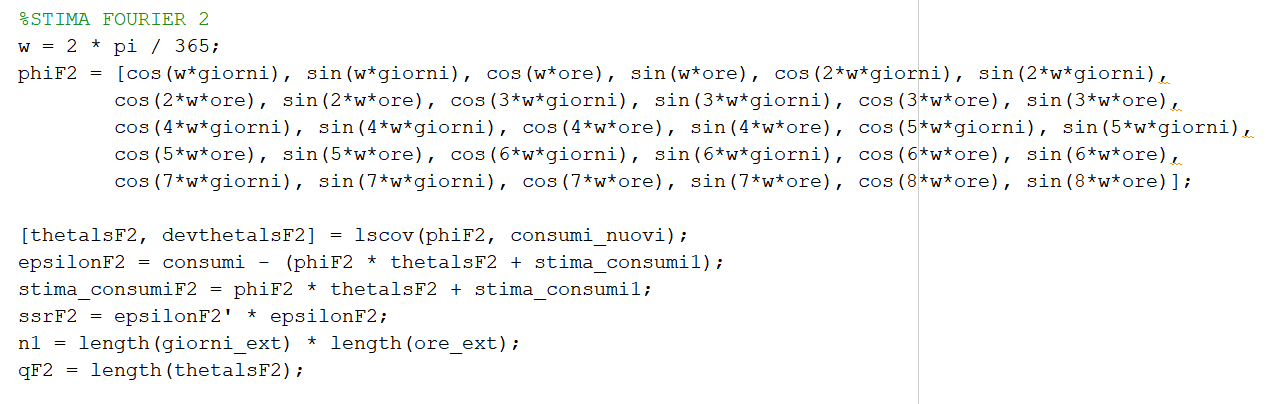 %STIMA FOURIER 2
w = 2 * pi / 365;
phiF2 = [cos(w*giorni), sin(w*giorni), cos(w*ore), sin(w*ore), cos(2*w*giorni), sin(2*w*giorni),
cos(2*w*ore), sin(2*w*ore), cos(3*w*giorni), sin(3*w*giorni), cos(3*w*ore), sin(3*w*ore),
cos(4*w*giorni), sin(4*w*giorni), cos(4*w*ore), sin(4*w*ore), cos(5*w*giorni), sin(5*w*giorni),
cos(5*w*ore), sin(5*w*ore), cos(6*w*giorni), sin(6*w*giorni), cos(6*w*ore), sin(6*w*ore),
cos(7*w*giorni), sin(7*w*giorni), cos(7*w*ore), sin(7*w*ore), cos(8*w*ore), sin(8*w*ore)];
[thetalsF2, devthetalsF2] = lscov(phiF2, consumi_nuovi);
epsilonF2 = consumi - (phiF2 * thetalsF2 + stima_consumi1);
stima_consumiF2 = phiF2 * thetalsF2 + stima_consumi1;
ssrF2 = epsilonF2' * epsilonF2;
n1 = length(giorni_ext) * length(ore_ext);
qF2 = length(thetalsF2);